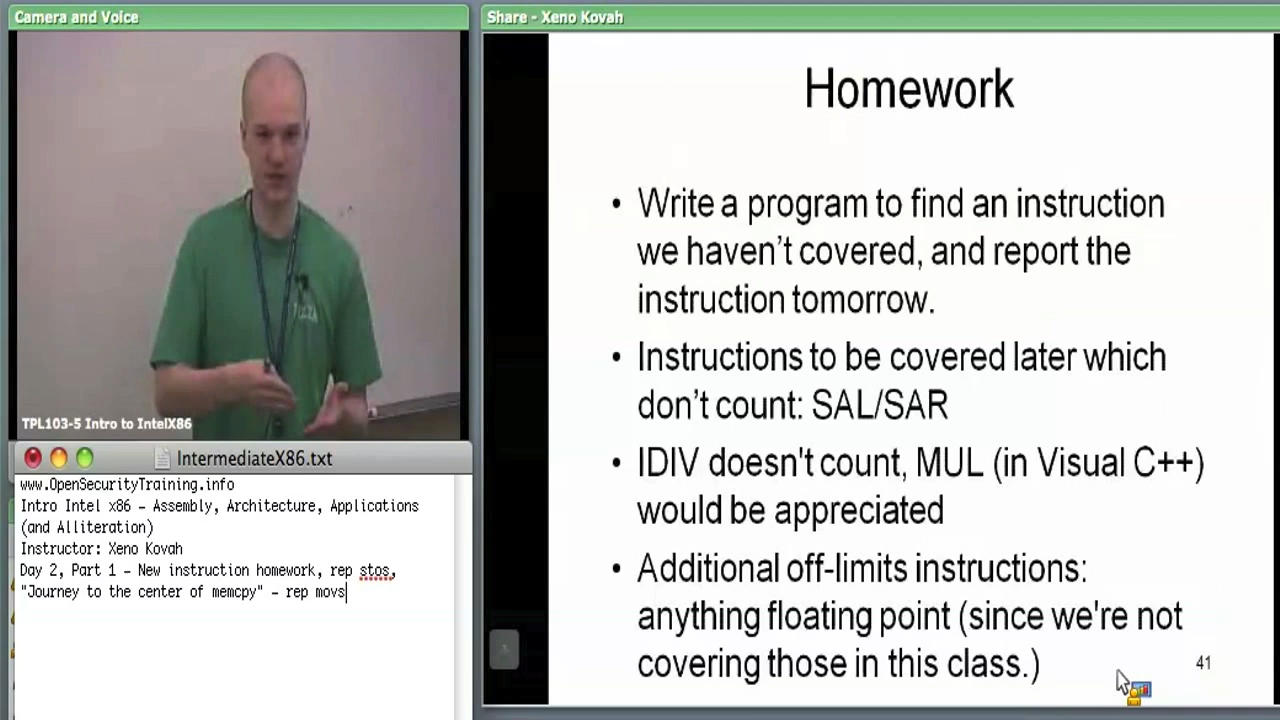 Camera and Voice
TPL103-5 Intro to IntelX86
IntermediateX86.txt
www.OpenSecurityTraining.info
Intro Intel x86 – Assembly, Architecture, Applications
(and Alliteration)
Instructor: Xeno Kovah
Day 2, Part 1 – New instruction homework, rep stos,
"Journey to the center of memcpy" – rep movs
Share - Xeno Kovah
Homework
• Write a program to find an instruction
we haven’t covered, and report the
instruction tomorrow.
• Instructions to be covered later which
don’t count: SAL/SAR
• IDIV doesn't count, MUL (in Visual C++)
would be appreciated
• Additional off-limits instructions:
anything floating point (since we're not
covering those in this class.)
41